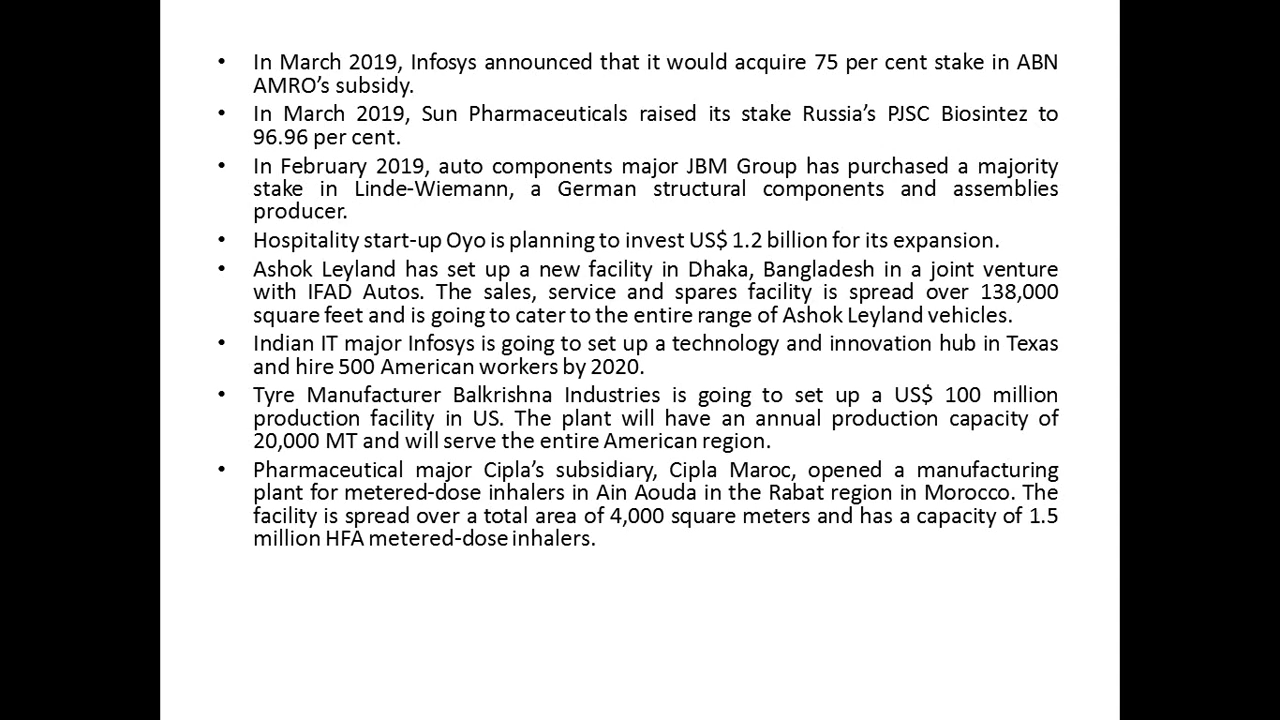 • In March 2019, Infosys announced that it would acquire 75 per cent stake in ABN
AMRO’s subsidy.
• In March 2019, Sun Pharmaceuticals raised its stake Russia’s PJSC Biosintez to
96.96 per cent.
• In February 2019, auto components major JBM Group has purchased a majority
stake in Linde-Wiemann, a German structural components and assemblies
producer.
• Hospitality start-up Oyo is planning to invest US$ 1.2 billion for its expansion.
• Ashok Leyland has set up a new facility in Dhaka, Bangladesh in a joint venture
with IFAD Autos. The sales, service and spares facility is spread over 138,000
square feet and is going to cater to the entire range of Ashok Leyland vehicles.
• Indian IT major Infosys is going to set up a technology and innovation hub in Texas
and hire 500 American workers by 2020.
• Tyre Manufacturer Balkrishna Industries is going to set up a US$ 100 million
production facility in US. The plant will have an annual production capacity of
20,000 MT and will serve the entire American region.
• Pharmaceutical major Cipla’s subsidiary, Cipla Maroc, opened a manufacturing
plant for metered-dose inhalers in Ain Aouda in the Rabat region in Morocco. The
facility is spread over a total area of 4,000 square meters and has a capacity of 1.5
million HFA metered-dose inhalers.